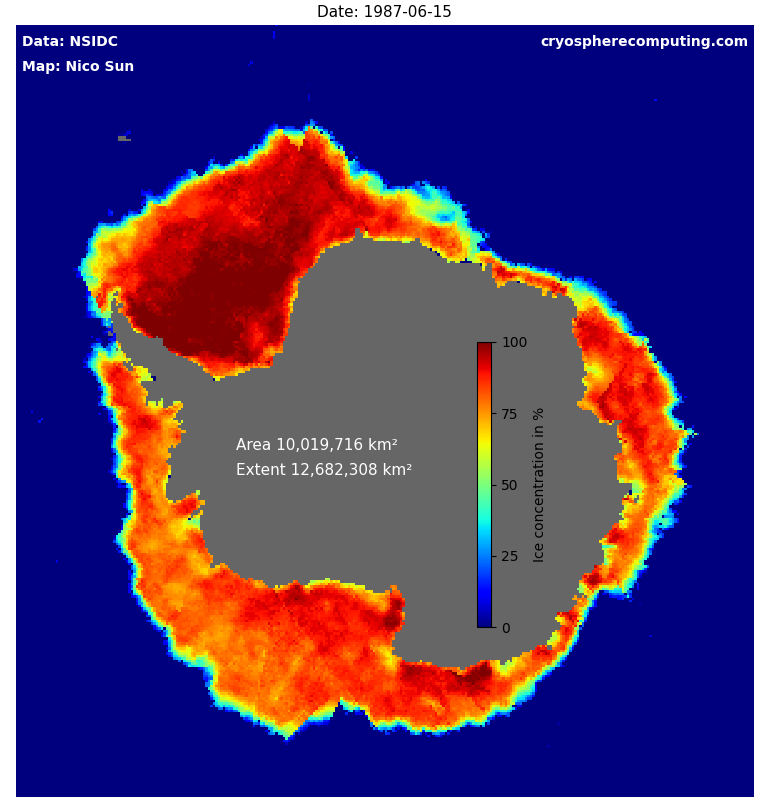 Date: 1987-06-15
Data: NSIDC
cryospherecomputing.com
Map: Nico Sun
100
75
50
25
0
Ice concentration in %
Area 10,019,716 km²
Extent 12,682,308 km²